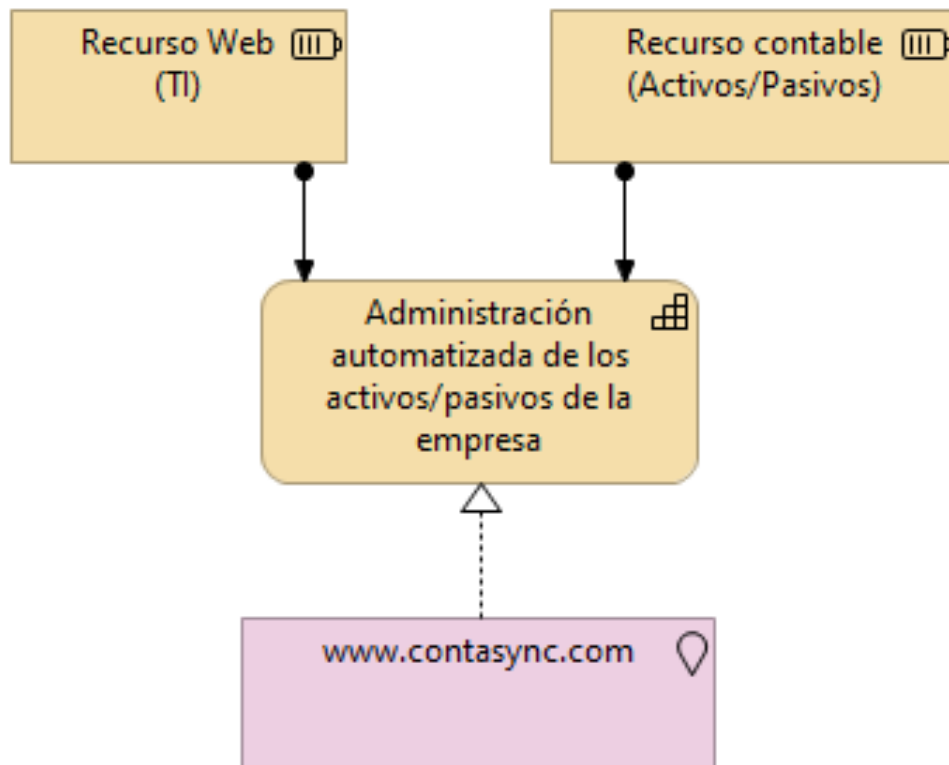 Recurso Web
(TI)
Recurso contable
(Activos/Pasivos)
Administración
automatizada de los
activos/pasivos de la
empresa
www.contasync.com